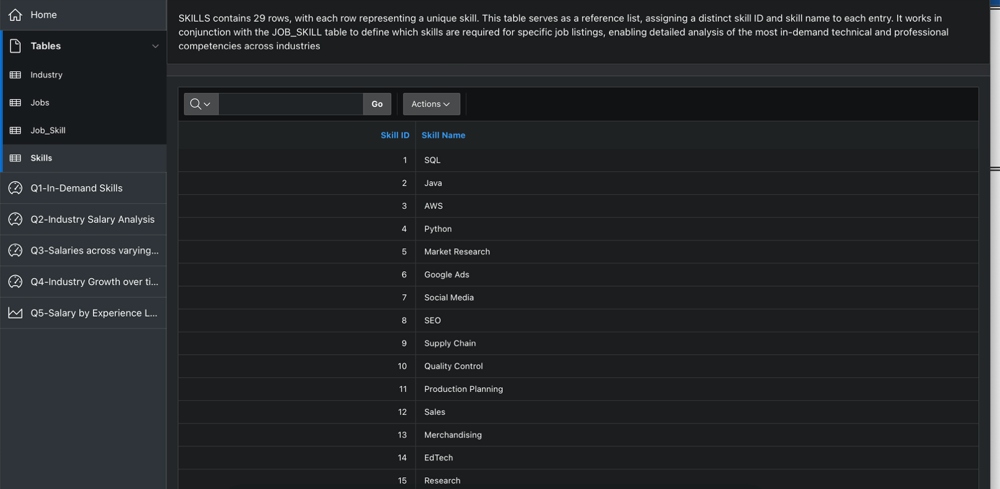 Home
Tables
Industry
Jobs
Job_Skill
Skills
Q1-In-Demand Skills
Q2-Industry Salary Analysis
Q3-Salaries across varying...
Q4-Industry Growth over ti...
Q5-Salary by Experience L...
SKILLS contains 29 rows, with each row representing a unique skill. This table serves as a reference list, assigning a distinct skill ID and skill name to each entry. It works in
conjunction with the JOB_SKILL table to define which skills are required for specific job listings, enabling detailed analysis of the most in-demand technical and professional
competencies across industries
Go Actions
Skill ID Skill Name
1 SQL
2 Java
3 AWS
4 Python
5 Market Research
6 Google Ads
7 Social Media
8 SEO
9 Supply Chain
10 Quality Control
11 Production Planning
12 Sales
13 Merchandising
14 EdTech
15 Research